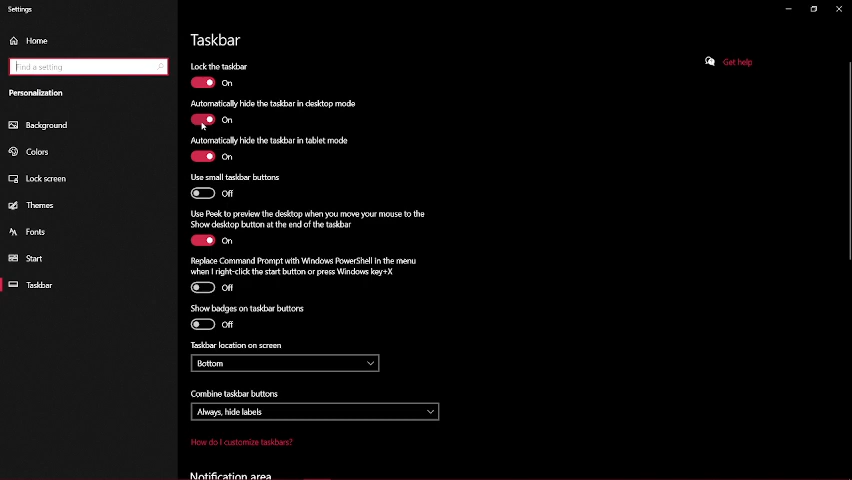 Settings
Home
Find a setting
Personalization
Background
Colors
Lock screen
Themes
Fonts
Start
Taskbar
Taskbar
Lock the taskbar
On
Automatically hide the taskbar in desktop mode
On
Automatically hide the taskbar in tablet mode
On
Use small taskbar buttons
Off
Use Peek to preview the desktop when you move your mouse to the
Show desktop button at the end of the taskbar
On
Replace Command Prompt with Windows PowerShell in the menu
when I right-click the start button or press Windows key+X
Off
Show badges on taskbar buttons
Off
Taskbar location on screen
Bottom
Combine taskbar buttons
Always, hide labels
How do I customize taskbars?
Notification area
Get help